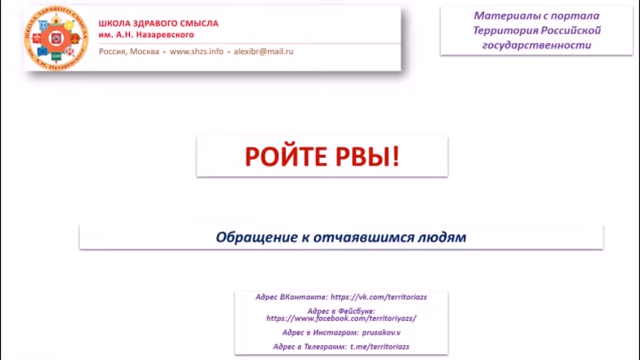 ШКОЛА ЗДРАВОГО СМЫСЛА
им. А.Н. Назаревского
Россия, Москва • www.shzs.info • alexibr@mail.ru
Материалы с портала
Территория Российской
государственности
РОЙТЕ РВЫ!
Обращение к отчаявшимся людям
Адрес ВКонтакте: https://vk.com/territoriazs
Адрес в Фейсбуке:
https://www.facebook.com/territoriyazs/
Адрес в Инстаграм: prusakov.v
Адрес в Телеграмм: t.me/territoriazs